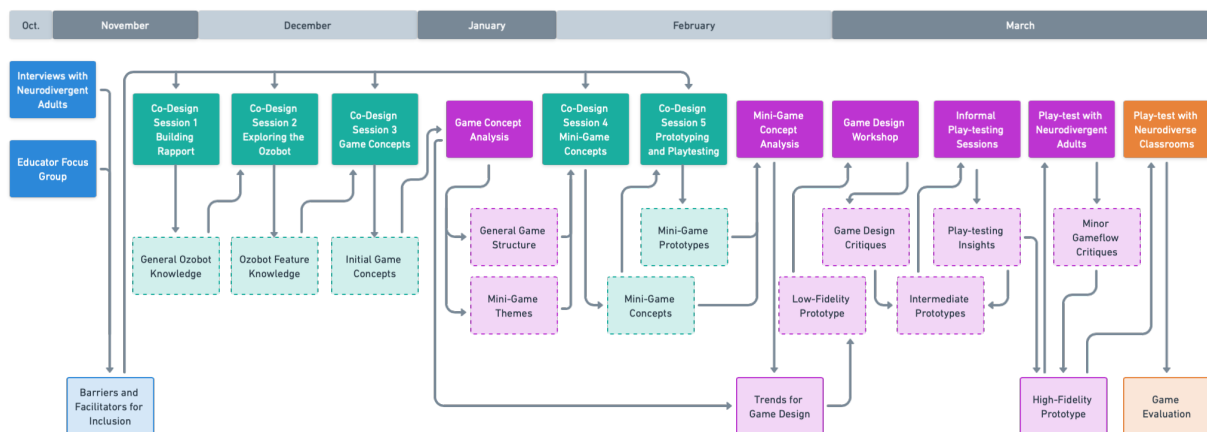 Oct.
November
December
January
February
March
Interviews with
Neurodivergent
Adults
Educator Focus
Group
Co-Design
Session 1
Building
Rapport
Co-Design
Session 2
Exploring the
Ozobot
Co-Design
Session 3
Game Concepts
Game Concept
Analysis
Co-Design
Session 4
Mini-Game
Concepts
Co-Design
Session 5
Prototyping
and Playtesting
Mini-Game
Concept
Analysis
Game Design
Workshop
Informal
Play-testing
Sessions
Play-test with
Neurodivergent
Adults
Play-test with
Neurodiverse
Classrooms
General Ozobot
Knowledge
Ozobot Feature
Knowledge
Initial Game
Concepts
General Game
Structure
Mini-Game
Themes
Mini-Game
Prototypes
Mini-Game
Concepts
Game Design
Critiques
Low-Fidelity
Prototype
Play-testing
Insights
Intermediate
Prototypes
Minor
Gameflow
Critiques
Barriers and
Facilitators for
Inclusion
Trends for
Game Design
High-Fidelity
Prototype
Game
Evaluation